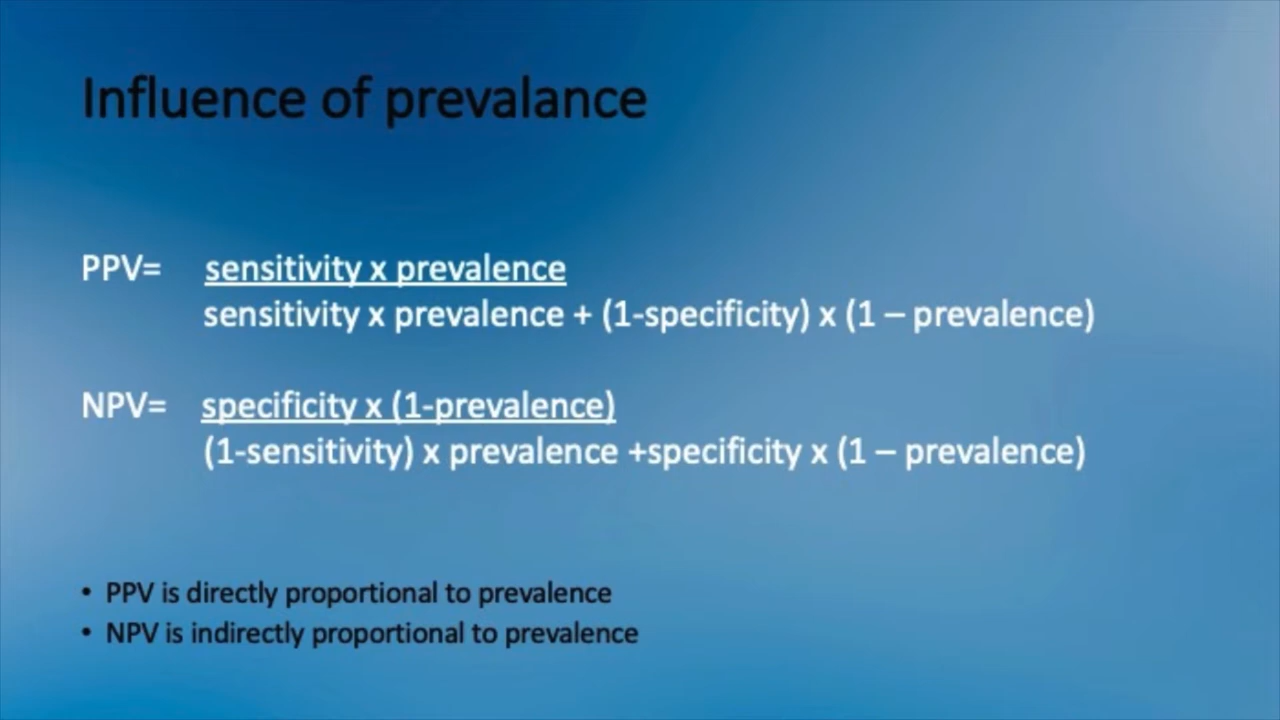 Influence of prevalance
PPV= sensitivity x prevalence
sensitivity x prevalence + (1-specificity) x (1 – prevalence)
NPV= specificity x (1-prevalence)
(1-sensitivity) x prevalence +specificity x (1 – prevalence)
• PPV is directly proportional to prevalence
• NPV is indirectly proportional to prevalence